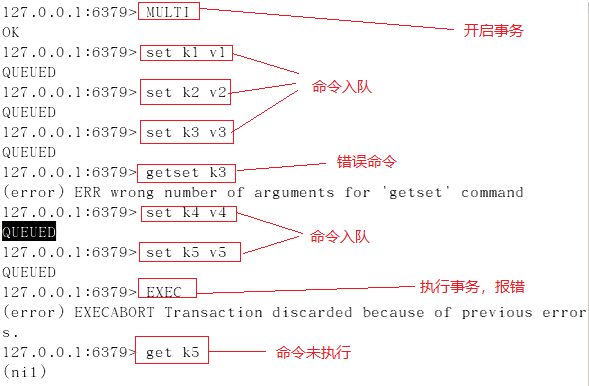 127.0.0.1:6379> MULTI 开启事务
OK
127.0.0.1:6379> set k1 v1
QUEUED
127.0.0.1:6379> set k2 v2 命令入队
QUEUED
127.0.0.1:6379> set k3 v3
QUEUED
127.0.0.1:6379> getset k3 错误命令
(error) ERR wrong number of arguments for 'getset' command
127.0.0.1:6379> set k4 v4
QUEUED 命令入队
127.0.0.1:6379> set k5 v5
QUEUED
127.0.0.1:6379> EXEC 执行事务，报错
(error) EXECABORT Transaction discarded because of previous error
s.
127.0.0.1:6379> get k5 命令未执行
(nil)